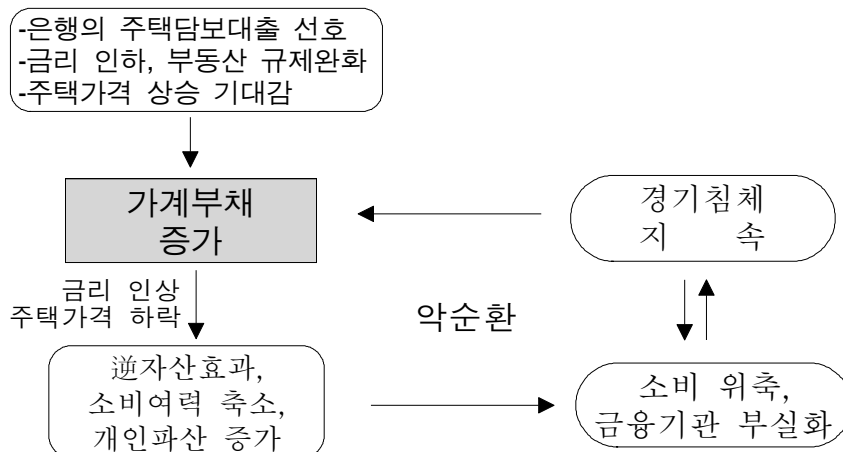 -은행의 주택담보대출 선호
-금리 인하, 부동산 규제완화
-주택가격 상승 기대감
가계부채
증가
경기침체
지 속
금리 인상
주택가격 하락
악순환
逆자산효과,
소비여력 축소,
개인파산 증가
소비 위축,
금융기관 부실화